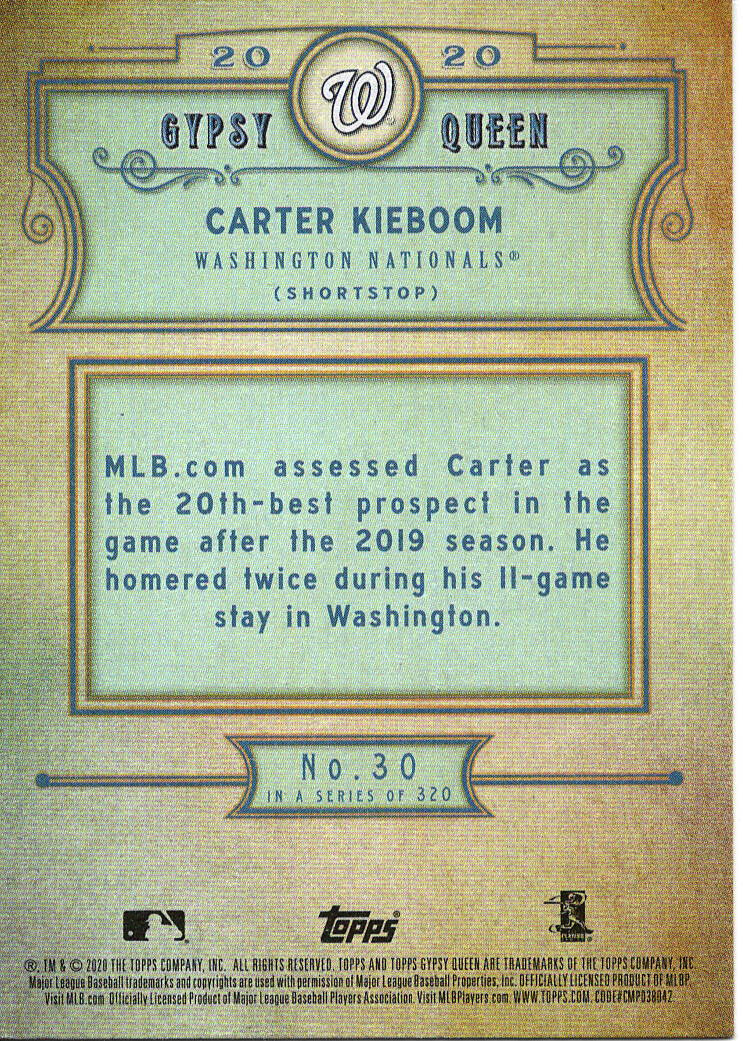 20 20
GYPSY QUEEN
CARTER KIEBOOM
WASHINGTON NATIONALS®
(SHORTSTOP)
MLB.com assessed Carter as
the 20th-best prospect in the
game after the 2019 season. He
homered twice during his 11-game
stay in Washington.
No.30
IN A SERIES OF 320
topps®
PLAYERS
®, TM & © 2020 THE TOPPS COMPANY, INC. ALL RIGHTS RESERVED. TOPPS AND TOPPS GYPSY QUEEN ARE TRADEMARKS OF THE TOPPS COMPANY, INC.
Major League Baseball trademarks and copyrights are used with permission of Major League Baseball Properties, Inc. OFFICIALLY LICENSED PRODUCT OF MLBP
Visit MLB.com Officially Licensed Product of Major League Baseball Players Association. Visit MLBPlayers.com WWW.TOPPS.COM. CODE#CMP038042